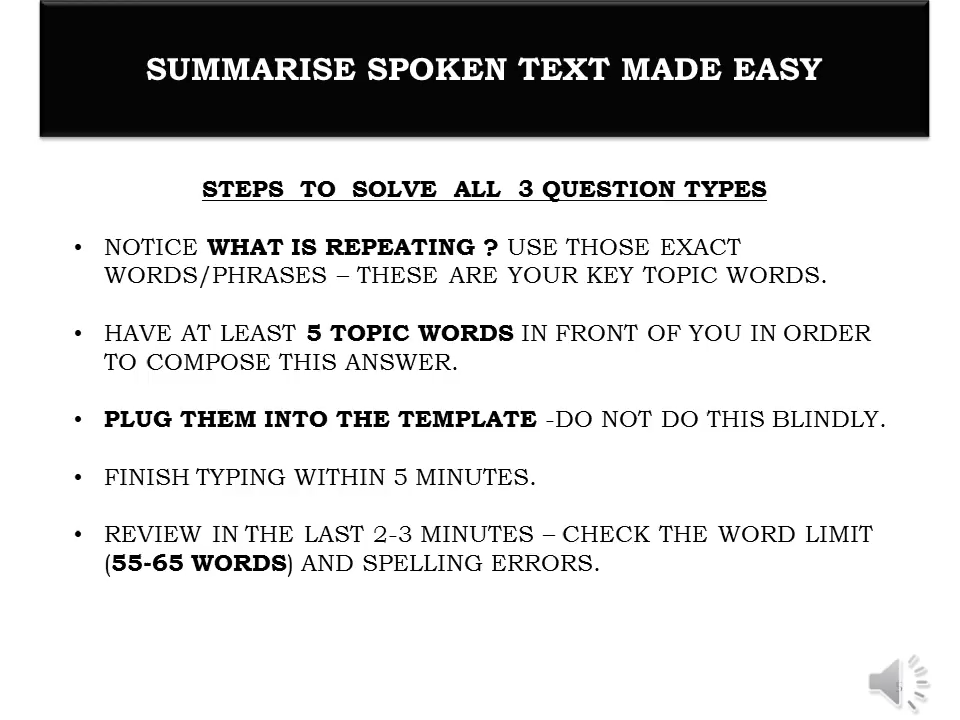 SUMMARISE SPOKEN TEXT MADE EASY
STEPS TO SOLVE ALL 3 QUESTION TYPES
• NOTICE WHAT IS REPEATING ? USE THOSE EXACT
WORDS/PHRASES – THESE ARE YOUR KEY TOPIC WORDS.
• HAVE AT LEAST 5 TOPIC WORDS IN FRONT OF YOU IN ORDER
TO COMPOSE THIS ANSWER.
• PLUG THEM INTO THE TEMPLATE -DO NOT DO THIS BLINDLY.
• FINISH TYPING WITHIN 5 MINUTES.
• REVIEW IN THE LAST 2-3 MINUTES – CHECK THE WORD LIMIT
(55-65 WORDS) AND SPELLING ERRORS.